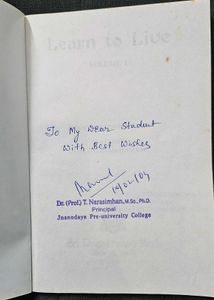 Learn to Live
To My Dear Student
With Best Wishes
14/02/09
Dr. (Prof.) T. Narasimhan, M.Sc., Ph.D.
Principal
Jnanodaya Pre-university College